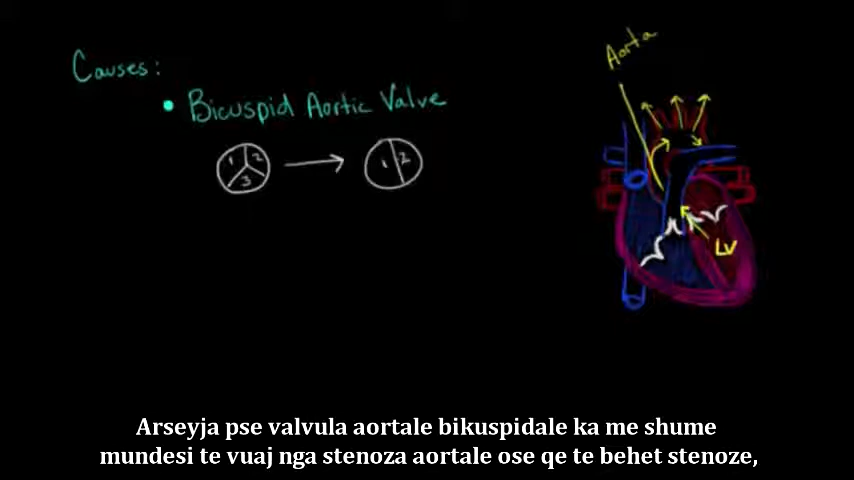 Aorta
Causes:
• Bicuspid Aortic Valve
1 2 3
1 2
LV
Arseyja pse valvula aortale bikuspidale ka me shume
mundesi te vuaj nga stenoza aortale ose qe te behet stenoze,